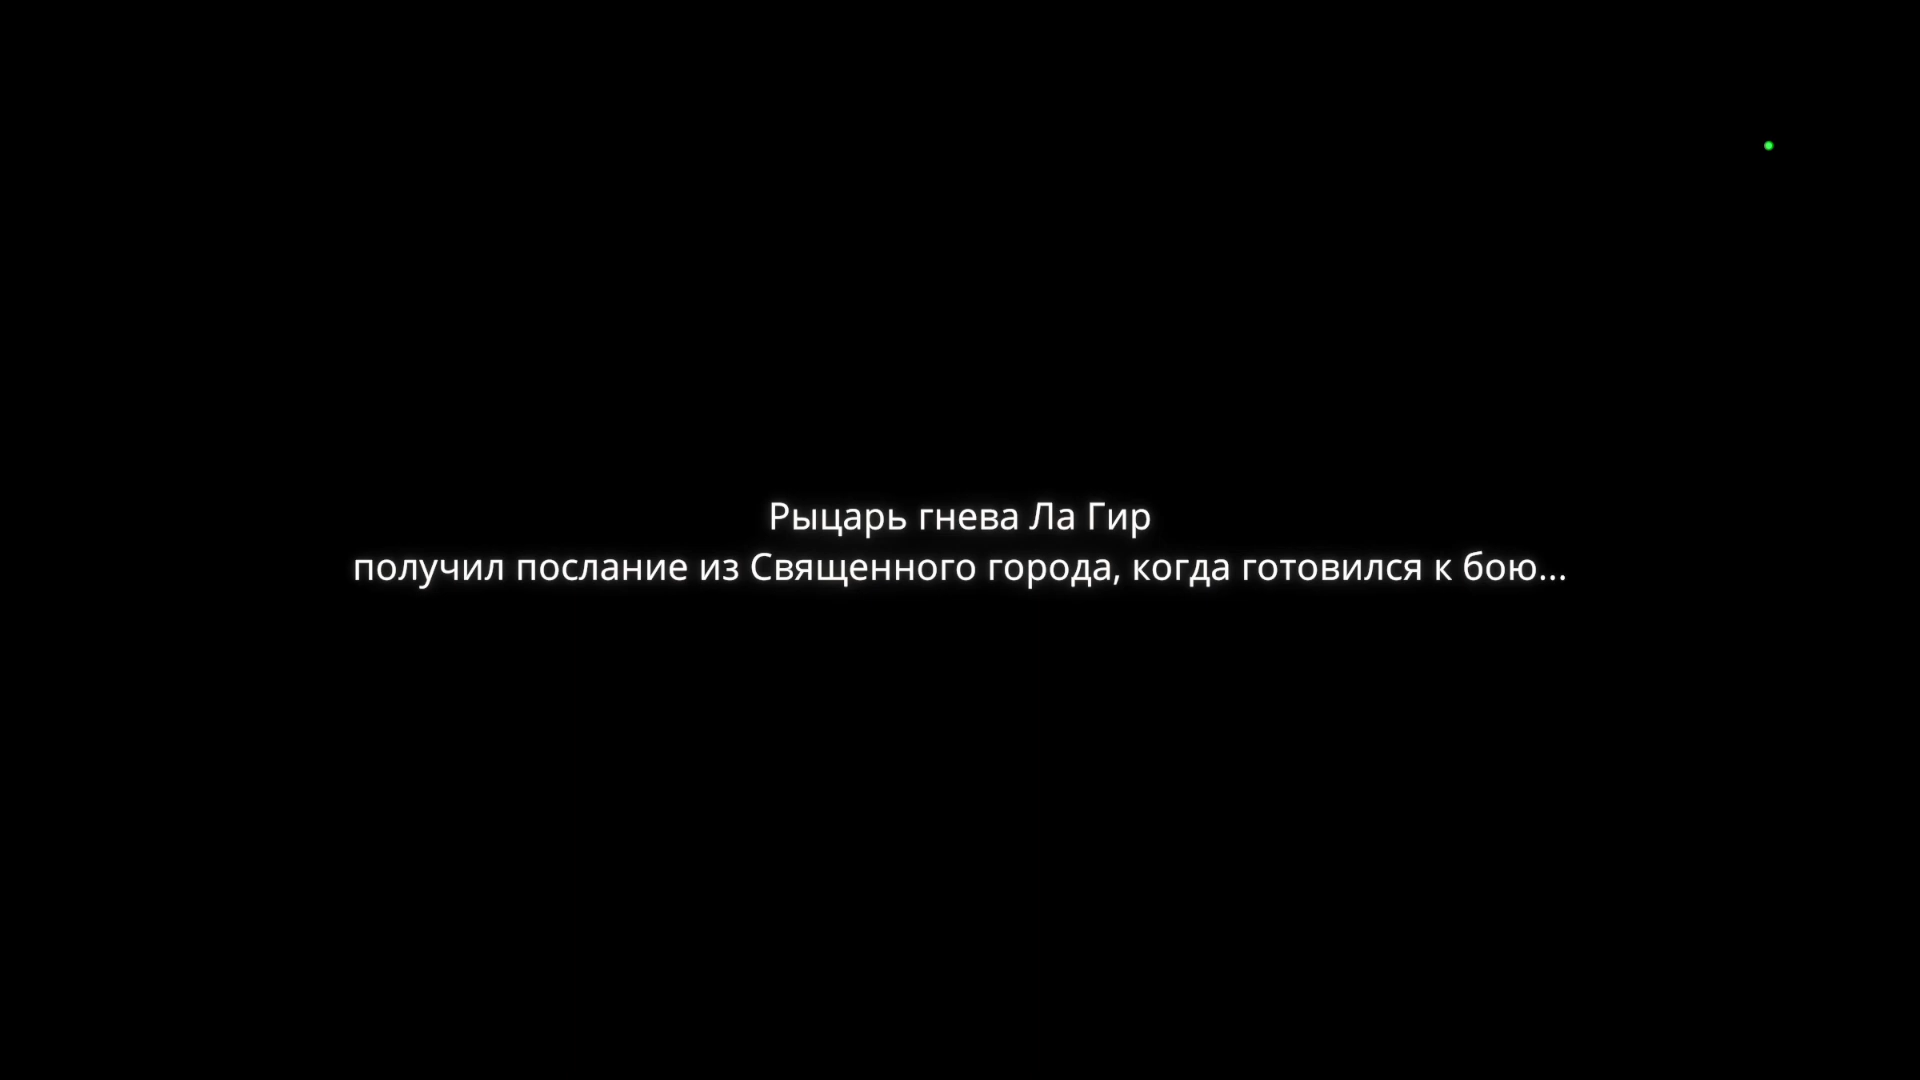 Рыцарь гнева Ла Гир
получил послание из Священного города, когда готовился к бою...